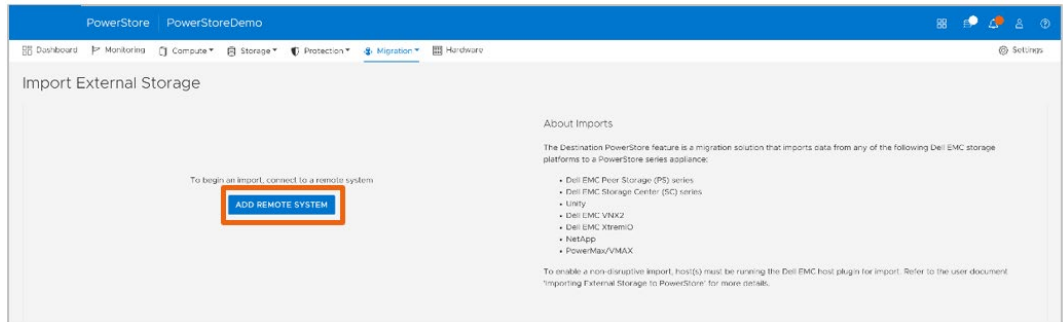 PowerStore PowerStoreDemo
Dashboard Monitoring Compute Storage Protection Migration Hardware Settings
Import External Storage
To begin an import, connect to a remote system
ADD REMOTE SYSTEM
About Imports
The Destination PowerStore feature is a migration solution that imports data from any of the following Dell EMC storage
platforms to a PowerStore series appliance:
• Dell EMC Peer Storage (PS) series
• Dell EMC Storage Center (SC) series
• Unity
• Dell EMC VNX2
• Dell EMC XtremIO
• NetApp
• PowerMax/VMAX
To enable a non-disruptive import, host(s) must be running the Dell EMC host plugin for import. Refer to the user document
'Importing External Storage to PowerStore' for more details.